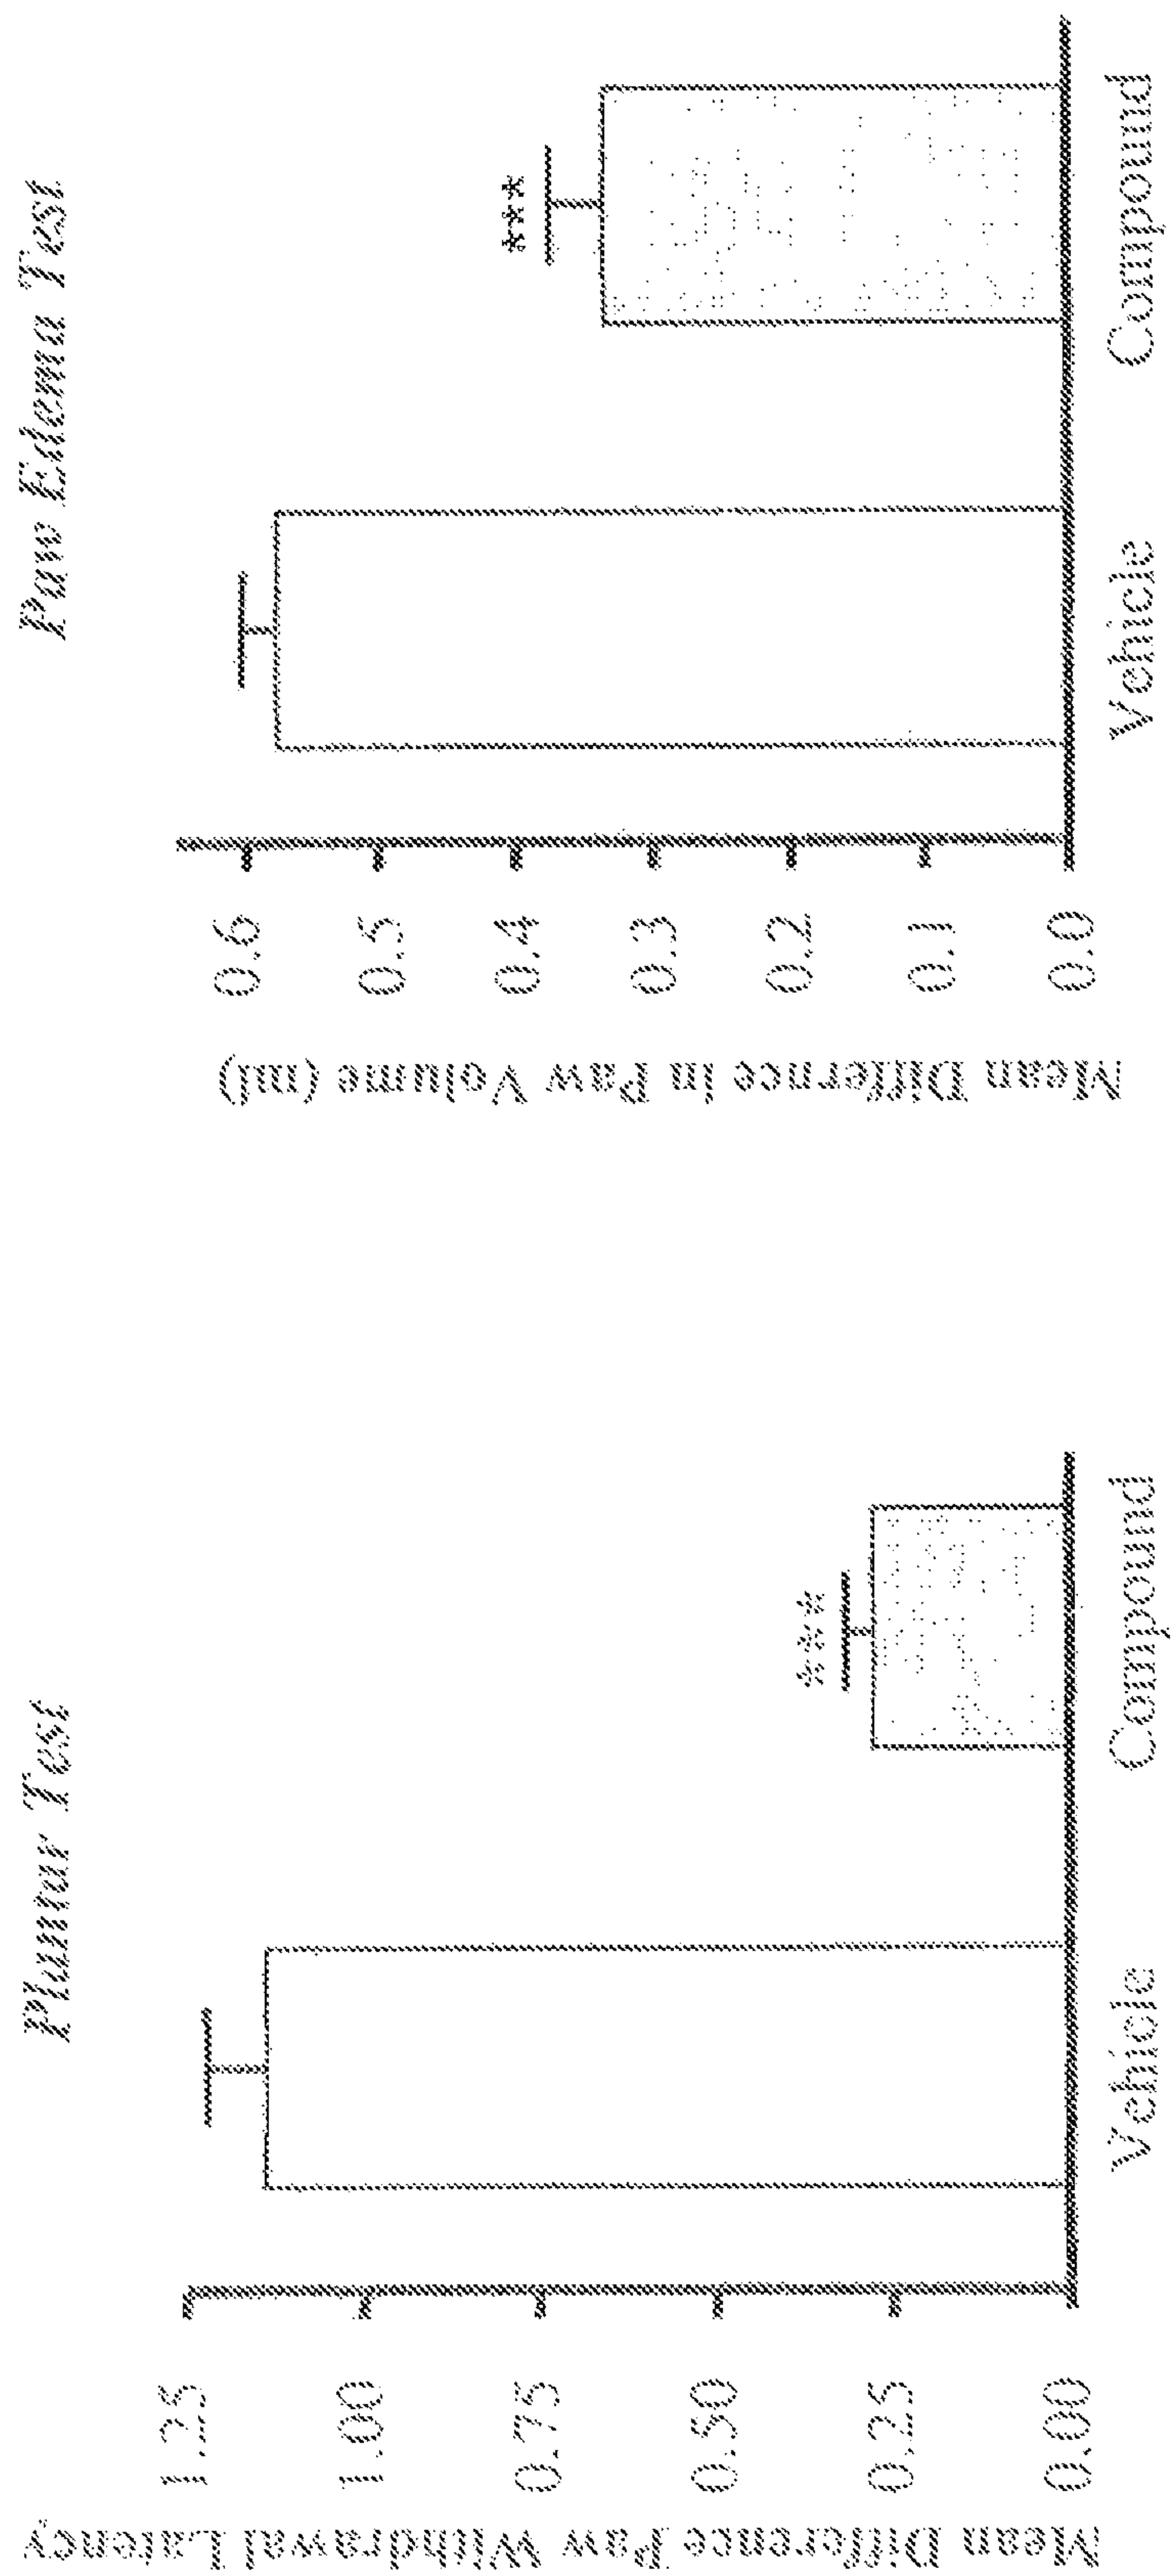 Plantar Test
Mean Difference Paw Withdrawal Latency
1.25
1.00
0.75
0.50
0.25
0.00
***
Vehicle
Compound
Paw Edema Test
Mean Differnce in Paw Volume (ml)
0.6
0.5
0.4
0.3
0.2
0.1
0.0
***
Vehicle
Compound